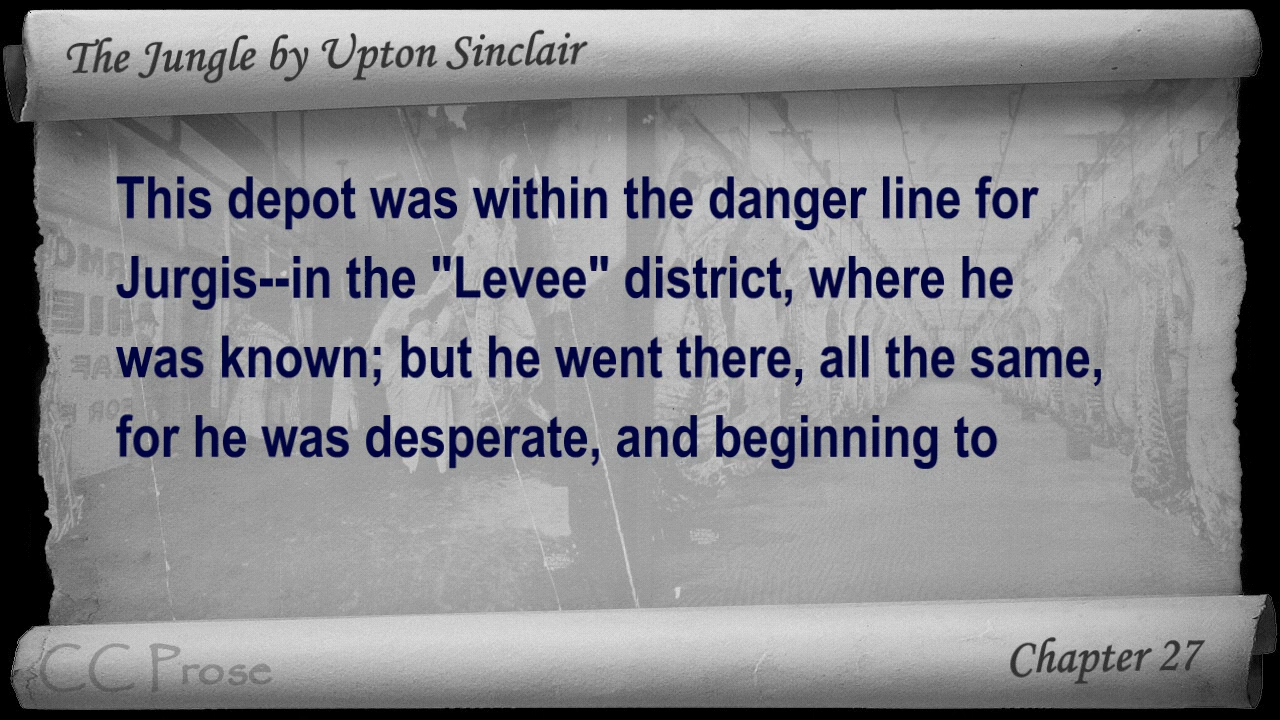 The Jungle by Upton Sinclair
This depot was within the danger line for
Jurgis--in the "Levee" district, where he
was known; but he went there, all the same,
for he was desperate, and beginning to
CC Prose
Chapter 27